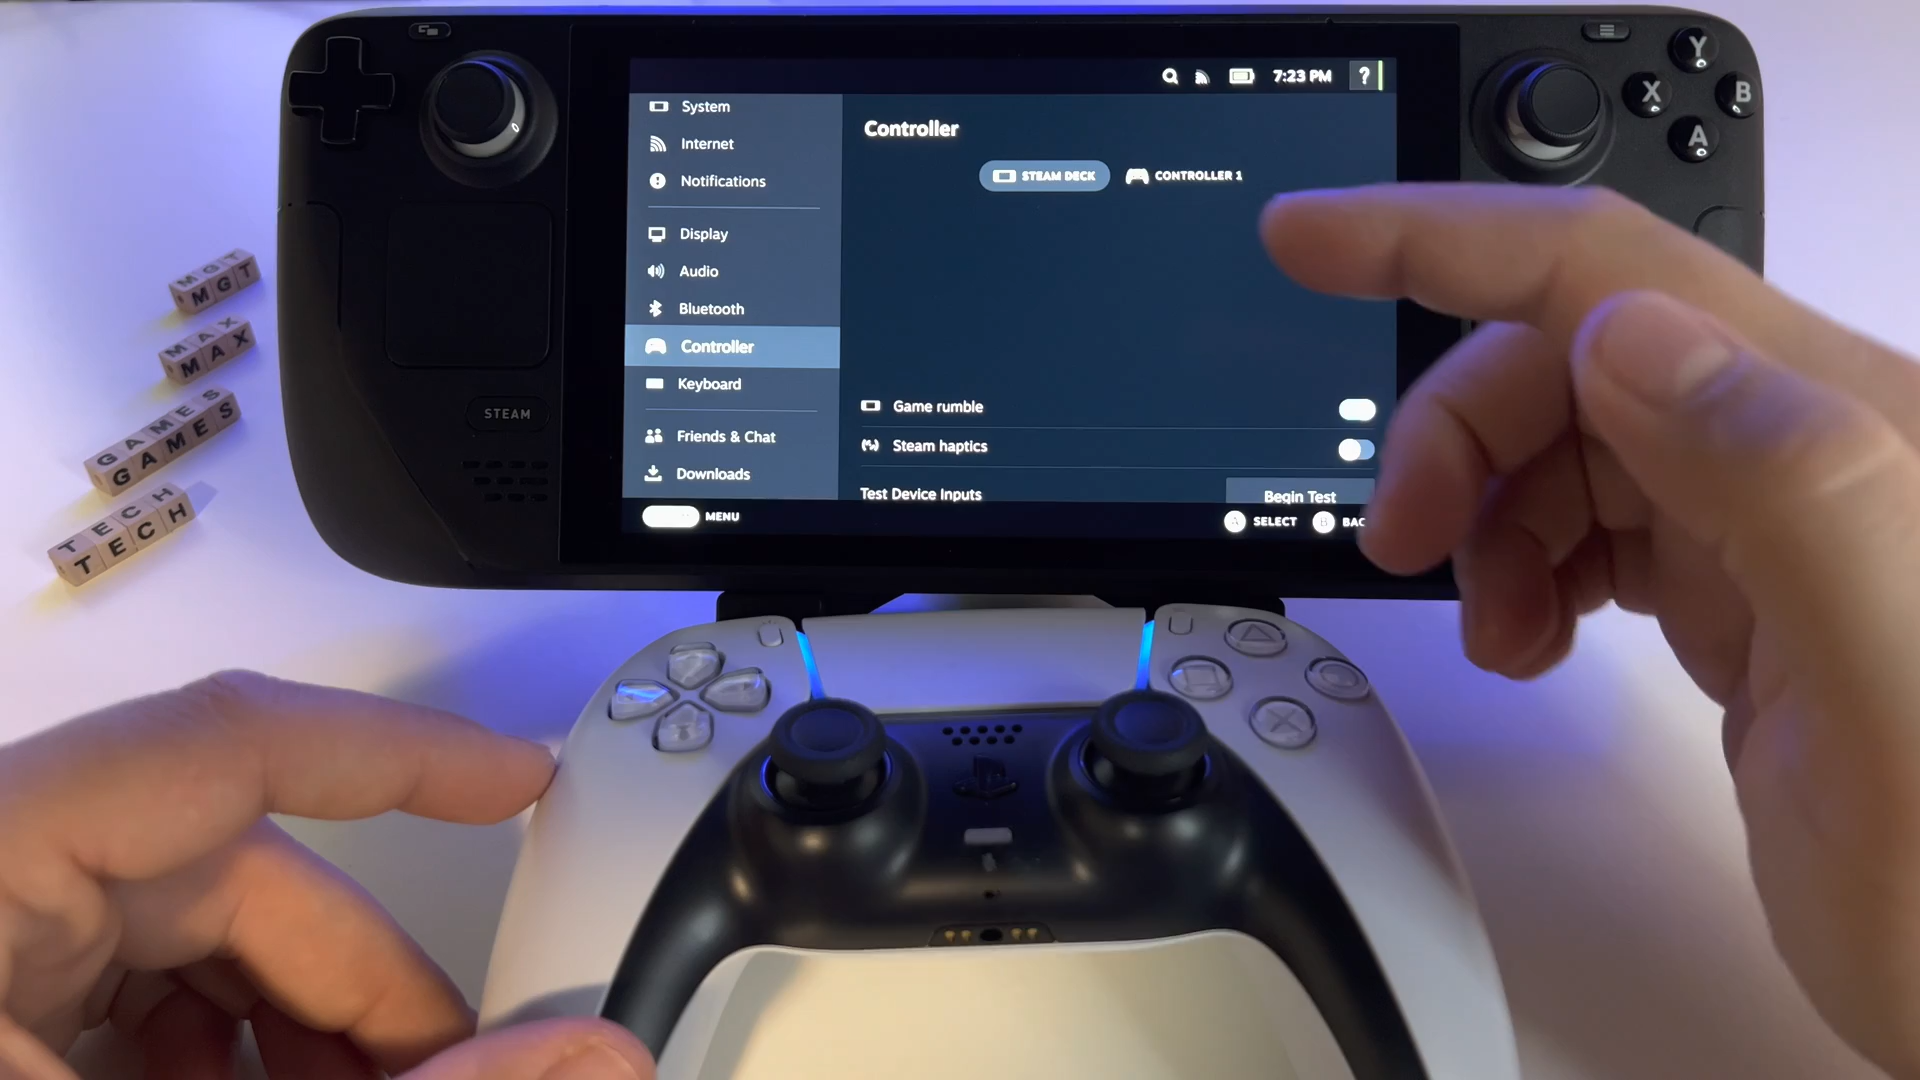 7:23 PM ?
System
Internet
Notifications
Display
Audio
Bluetooth
Controller
Keyboard
Friends & Chat
Downloads
MENU
Controller
STEAM DECK
CONTROLLER 1
Game rumble
Steam haptics
Test Device Inputs
Begin Test
A SELECT
B BAC
STEAM
Y
X
B
A
MGT
MGT
MAX
MAX
GAMES
GAMES
TECH
TECH